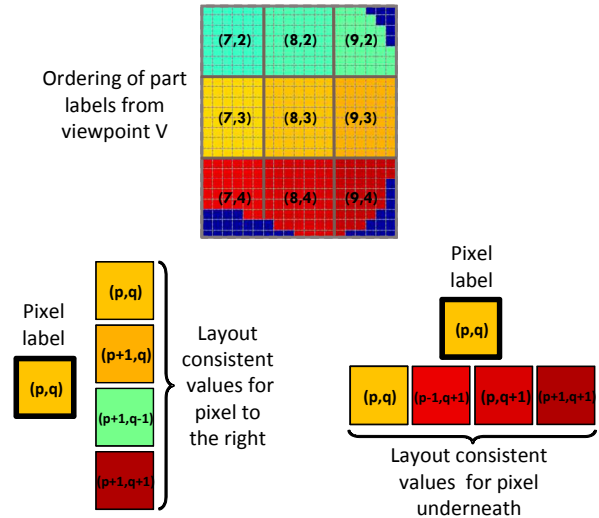 (7,2) (8,2) (9,2)
Ordering of part
labels from
viewpoint V
(7,3) (8,3) (9,3)
(7,4) (8,4) (9,4)
Pixel
label
(p,q)
(p,q)
(p+1,q)
(p+1,q-1)
(p+1,q+1)
Layout
consistent
values for
pixel to
the right
Pixel
label
(p,q)
(p,q) (p-1,q+1) (p,q+1) (p+1,q+1)
Layout consistent
values for pixel
underneath